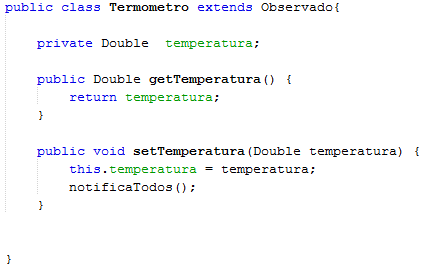 public class Termometro extends Observado{
private Double  temperatura;
public Double getTemperatura() {
return temperatura;
}
public void setTemperatura(Double temperatura) {
this.temperatura = temperatura;
notificaTodos();
}
}